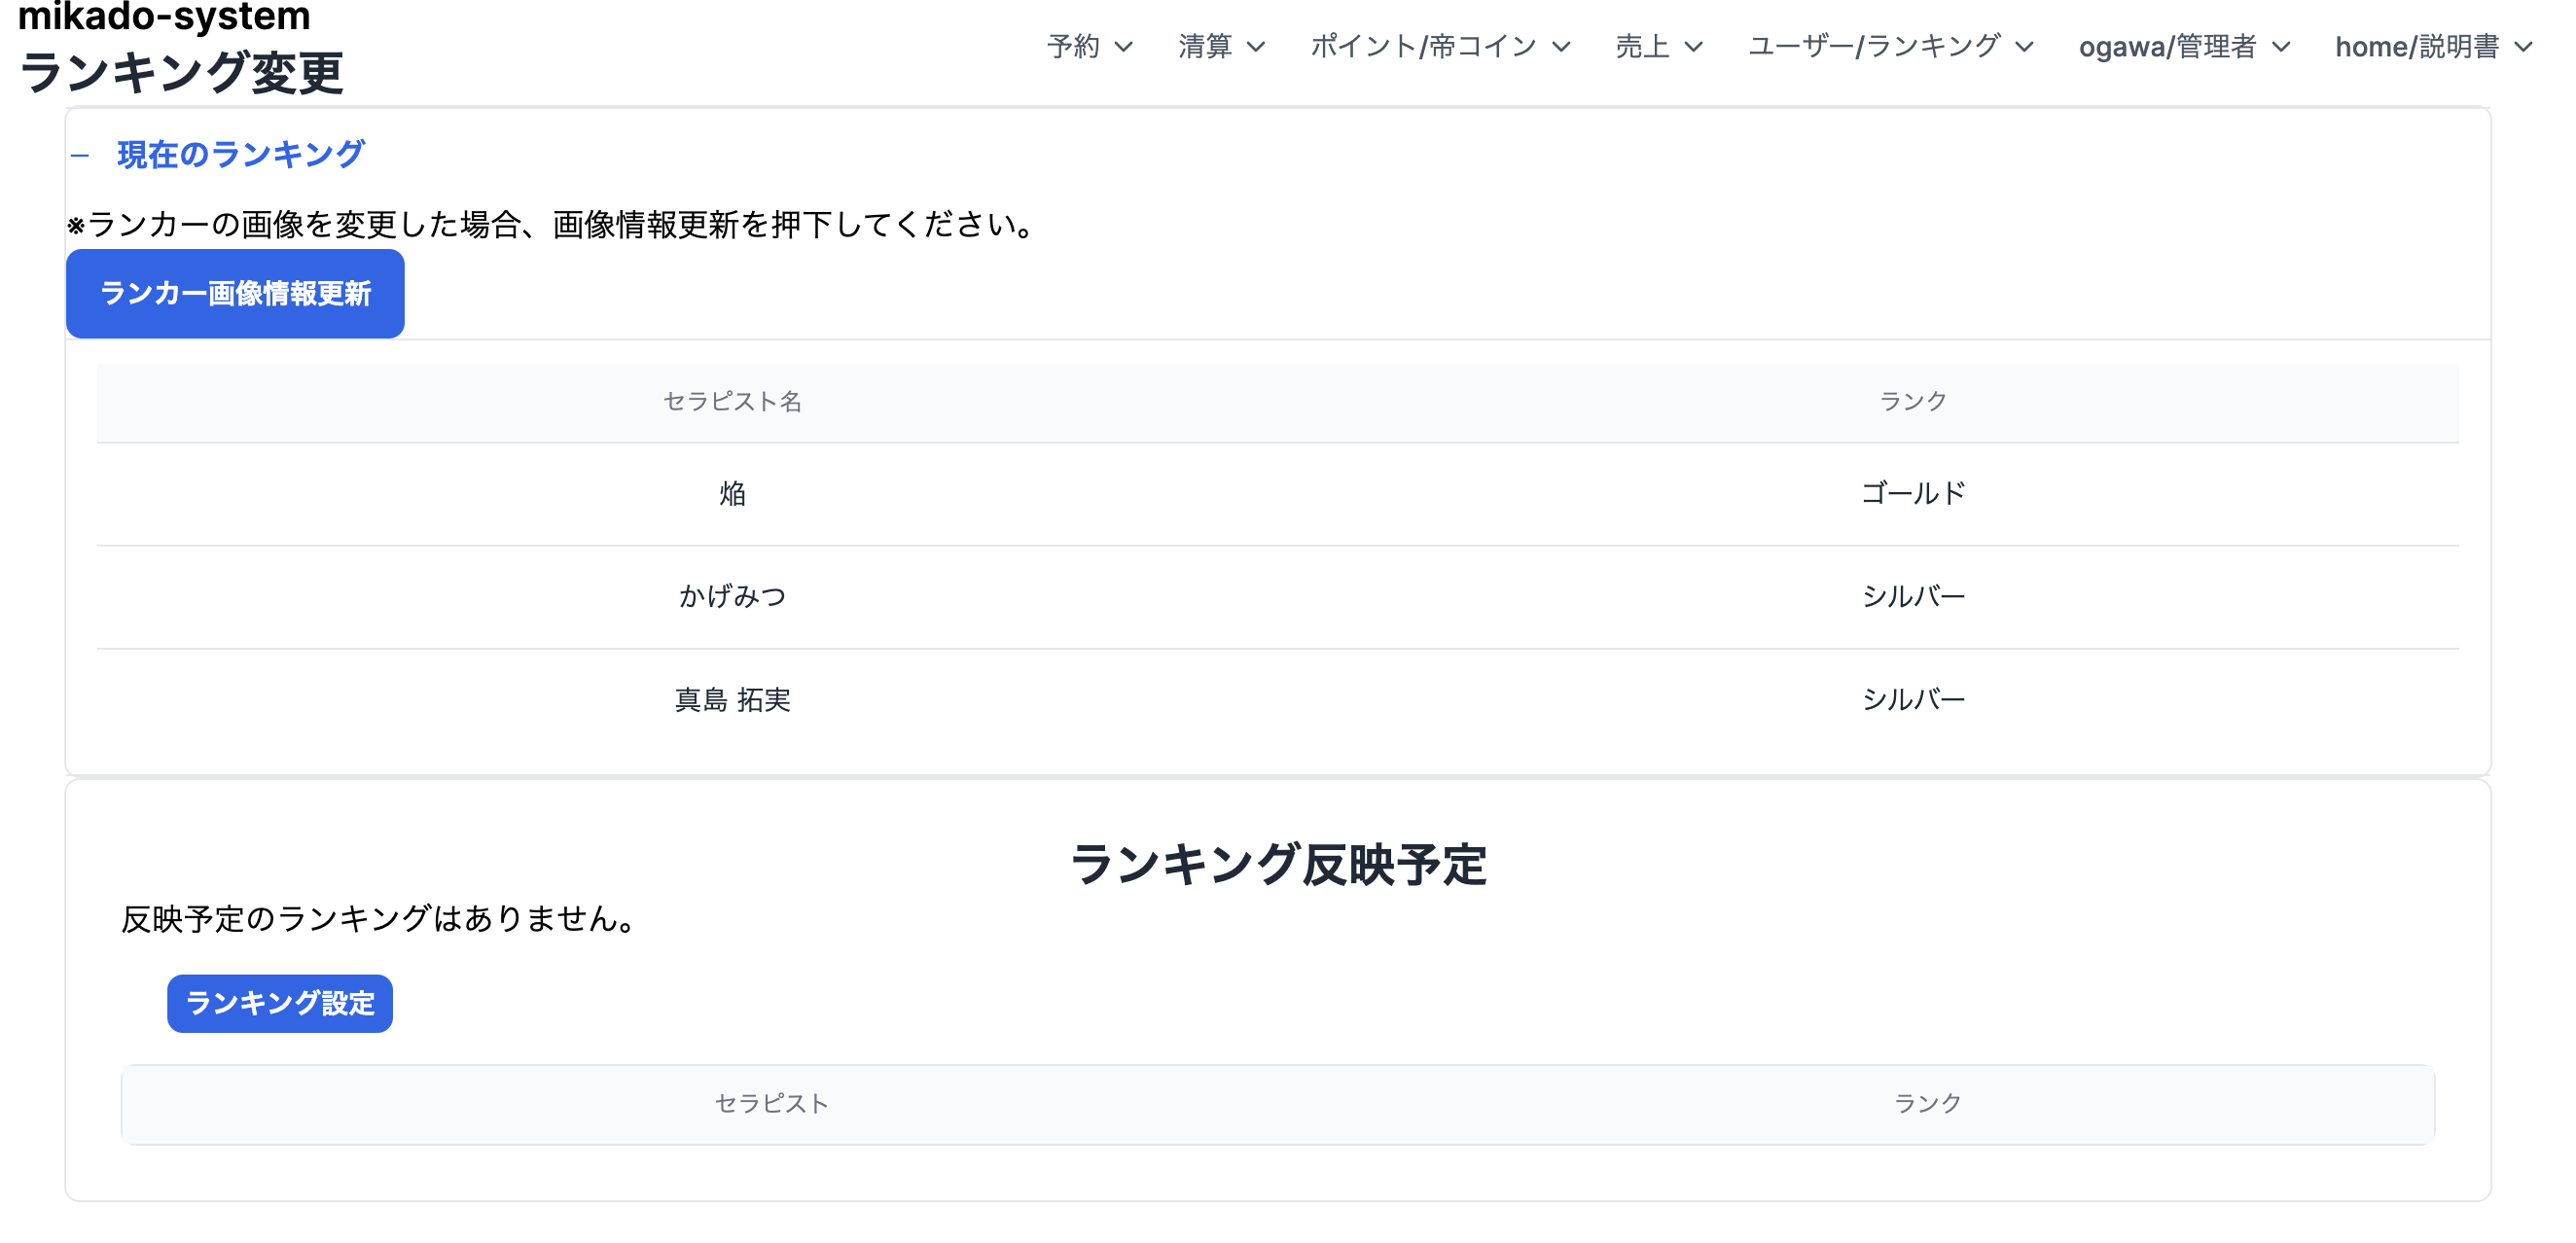 mikado-system
ランキング変更
予約 清算 ポイント/帝コイン 売上 ユーザー/ランキング ogawa/管理者 home/説明書
現在のランキング
※ランカーの画像を変更した場合、画像情報更新を押下してください。
ランカー画像情報更新
セラピスト名 ランク
焔 ゴールド
かげみつ シルバー
真島 拓実 シルバー
ランキング反映予定
反映予定のランキングはありません。
ランキング設定
セラピスト ランク